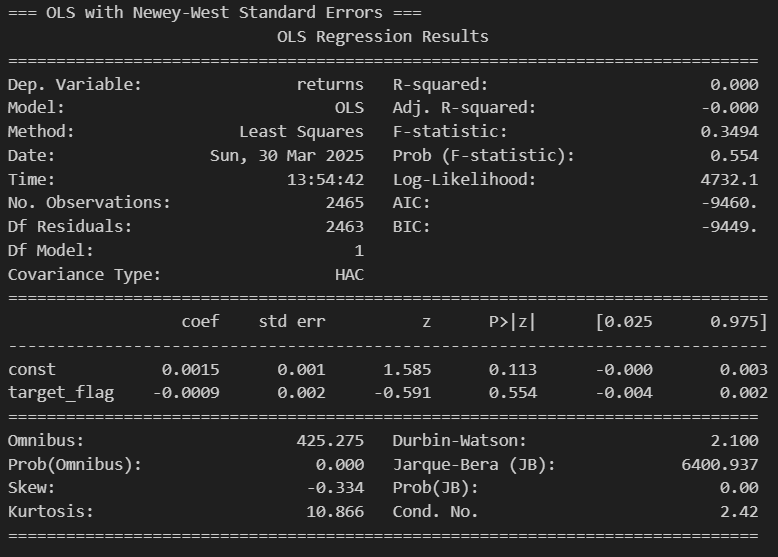 === OLS with Newey-West Standard Errors ===
                            OLS Regression Results
==============================================================================
Dep. Variable:                returns   R-squared:                       0.000
Model:                            OLS   Adj. R-squared:                 -0.000
Method:                 Least Squares   F-statistic:                    0.3494
Date:                Sun, 30 Mar 2025   Prob (F-statistic):              0.554
Time:                        13:54:42   Log-Likelihood:                 4732.1
No. Observations:                2465   AIC:                            -9460.
Df Residuals:                    2463   BIC:                            -9449.
Df Model:                           1
Covariance Type:                  HAC
===============================================================================
                  coef    std err          z      P>|z|      [0.025      0.975]
-------------------------------------------------------------------------------
const           0.0015      0.001      1.585      0.113      -0.000       0.003
target_flag    -0.0009      0.002     -0.591      0.554      -0.004       0.002
==============================================================================
Omnibus:                      425.275   Durbin-Watson:                   2.100
Prob(Omnibus):                  0.000   Jarque-Bera (JB):             6400.937
Skew:                          -0.334   Prob(JB):                         0.00
Kurtosis:                      10.866   Cond. No.                         2.42
==============================================================================